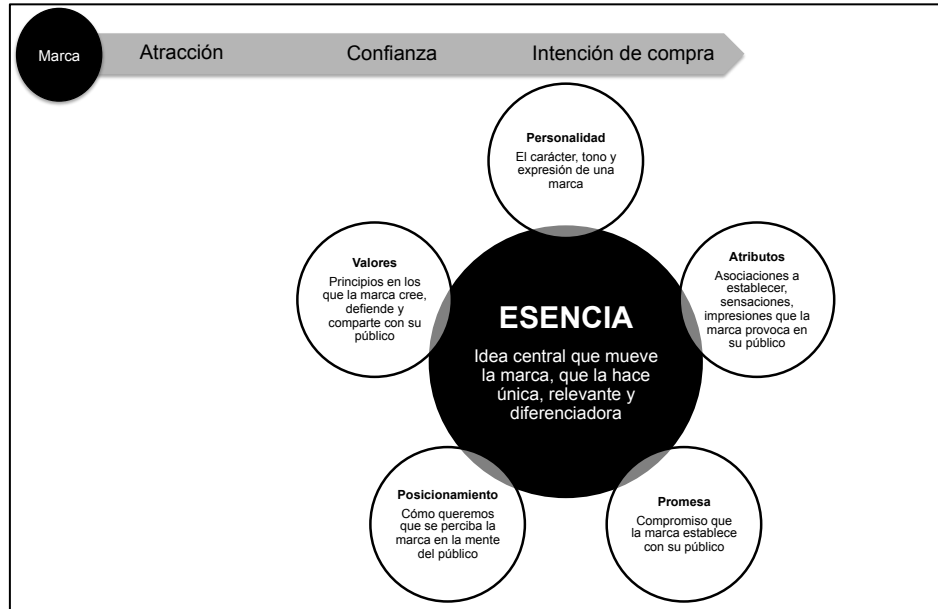 Marca
Atracción
Confianza
Intención de compra
Personalidad
El carácter, tono y
expresión de una
marca
Valores
Principios en los
que la marca cree,
defiende y
comparte con su
público
Atributos
Asociaciones a
establecer,
sensaciones,
impresiones que la
marca provoca en
su público
ESENCIA
Idea central que mueve
la marca, que la hace
única, relevante y
diferenciadora
Posicionamiento
Cómo queremos
que se perciba la
marca en la mente
del público
Promesa
Compromiso que
la marca establece
con su público